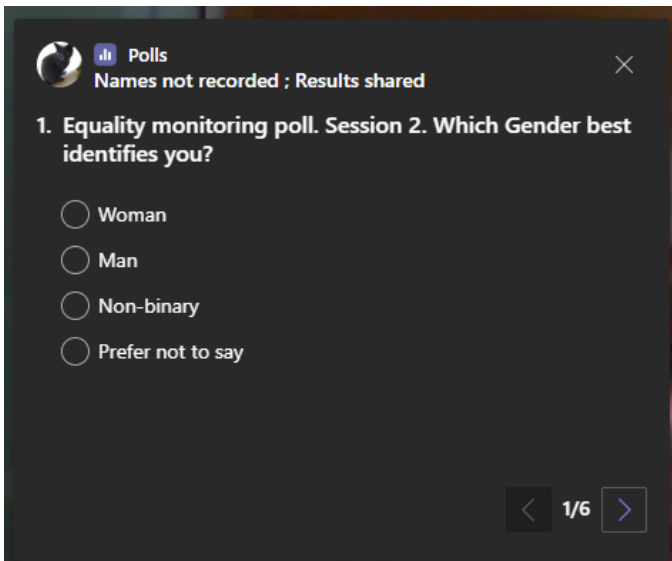 Polls
Names not recorded ; Results shared
1. Equality monitoring poll. Session 2. Which Gender best
identifies you?
Woman
Man
Non-binary
Prefer not to say
1/6